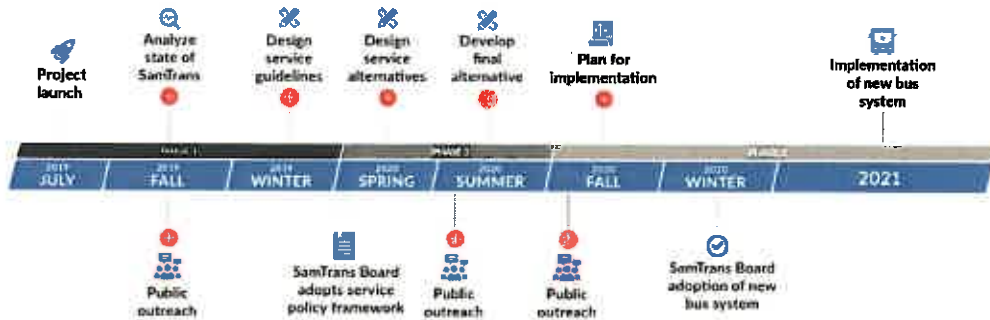 Project
launch
Analyze
state of
SamTrans
Design
service
guidelines
Design
service
alternatives
Develop
final
alternative
Plan for
implementation
Implementation
of new bus
system
PHASE 1
PHASE 2
PHASE 3
2019
JULY
2019
FALL
2019
WINTER
2020
SPRING
2020
SUMMER
2020
FALL
2020
WINTER
2021
Public
outreach
SamTrans Board
adopts service
policy framework
Public
outreach
Public
outreach
SamTrans Board
adoption of new
bus system